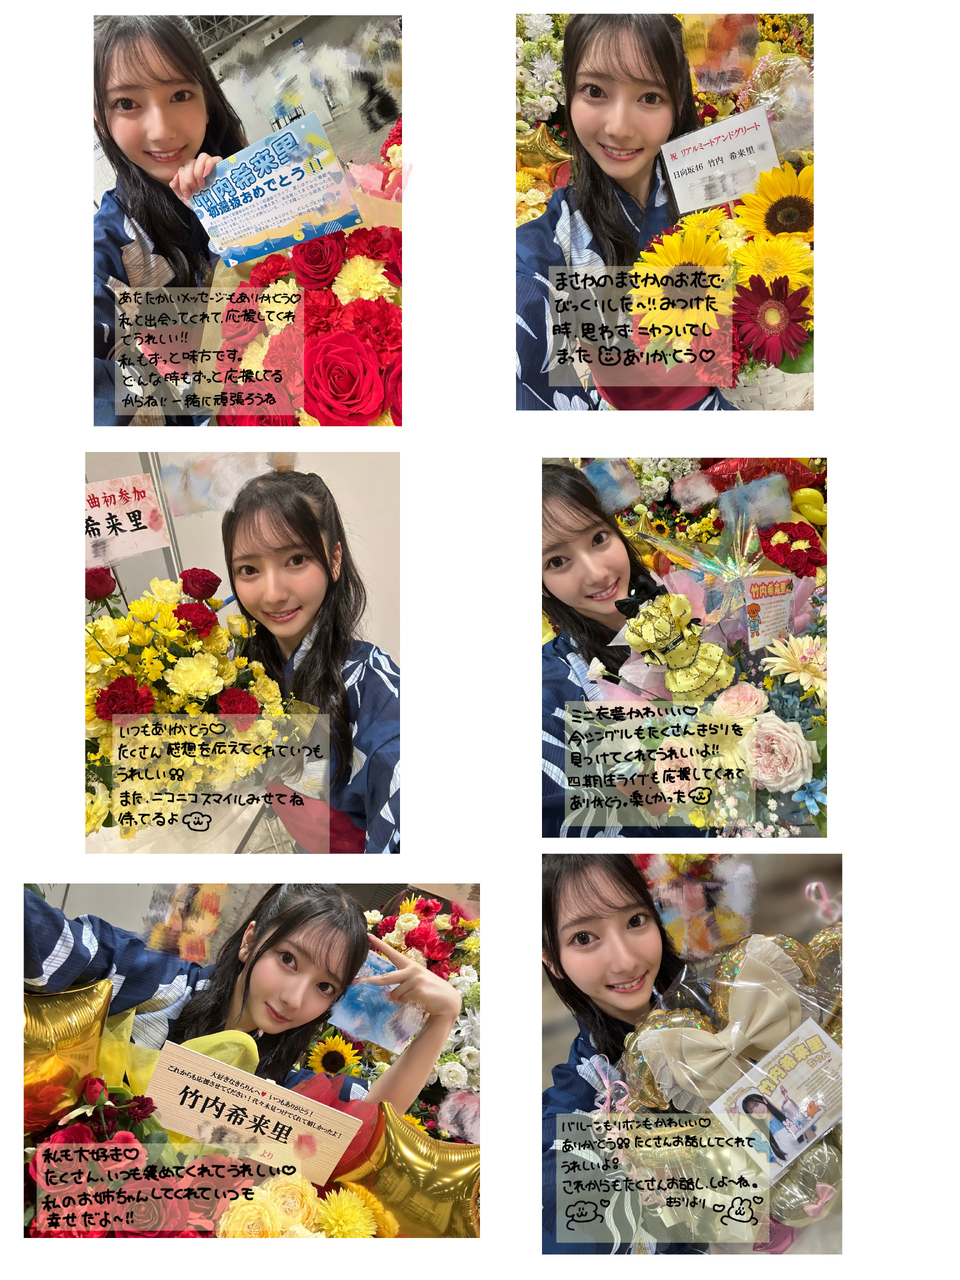 竹内希来里
初選抜おめでとう!!
あたたかいメッセージもありがとう♡
私と出会ってくれて、応援してくれ
てうれしい!!
私もずっと味方です。
どんな時もずっと応援してる
からね!! 一緒に頑張ろうね
祝 リアルミートアンドグリート
日向坂46 竹内 希来里
まさかのまさかのお花で
びっくりした〜!! みつけた
時、思わずニヤついてし
まった ありがとう♡
曲初参加
希来里
いつもありがとう♡
たくさん感想を伝えてくれていつも
うれしい
また、ニコニコスマイルみせてね
待ってるよ
竹内希来里
ミニ衣装かわいい♡
今シングルもたくさんきらりを
見つけてくれてうれしいよ!!
四期生ライブも応援してくれて
ありがとう。楽しかった
大好きなきらりんへ♥いつもありがとう!
これからも応援させてください!代々木見つけてくれて嬉しかったよ!
竹内希来里
より
私も大好き♡
たくさん、いつも褒めてくれてうれしい♡
私のお姉ちゃんしてくれていつも
幸せだよ〜!!
竹内希来里
ちゃん
バルーンもリボンもかわいい♡
ありがとう たくさんお話ししてくれて
うれしいよ
これからもたくさんお話し、しよ〜ね。
きらりより